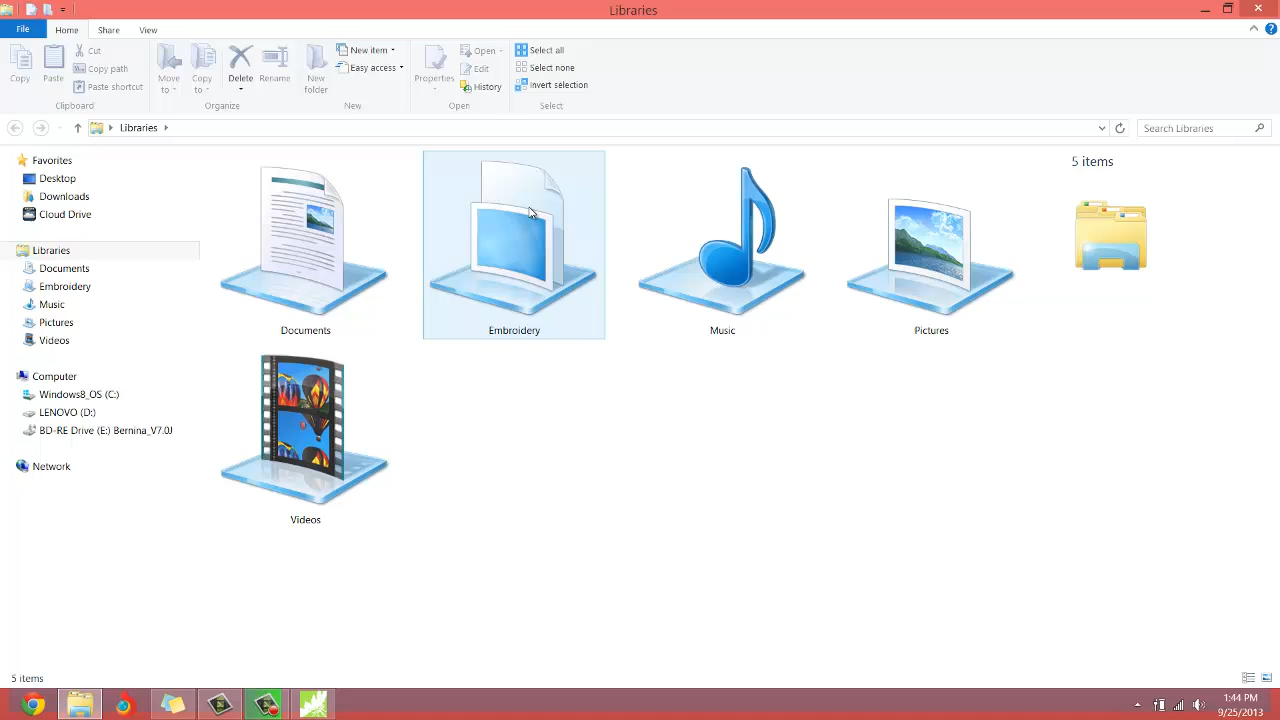 Libraries
File Home Share View
Copy
Paste
Cut
Copy path
Paste shortcut
Clipboard
Move to
Copy to
Delete
Rename
Organize
New folder
New item
Easy access
New
Properties
Open
Edit
History
Open
Select all
Select none
Invert selection
Select
Libraries
Search Libraries
Favorites
Desktop
Downloads
Cloud Drive
Libraries
Documents
Embroidery
Music
Pictures
Videos
Computer
Windows8_OS (C:)
LENOVO (D:)
BD-RE Drive (E:) Bernina_V7.0J
Network
Documents
Embroidery
Music
Pictures
Videos
5 items
5 items
1:44 PM
9/25/2013